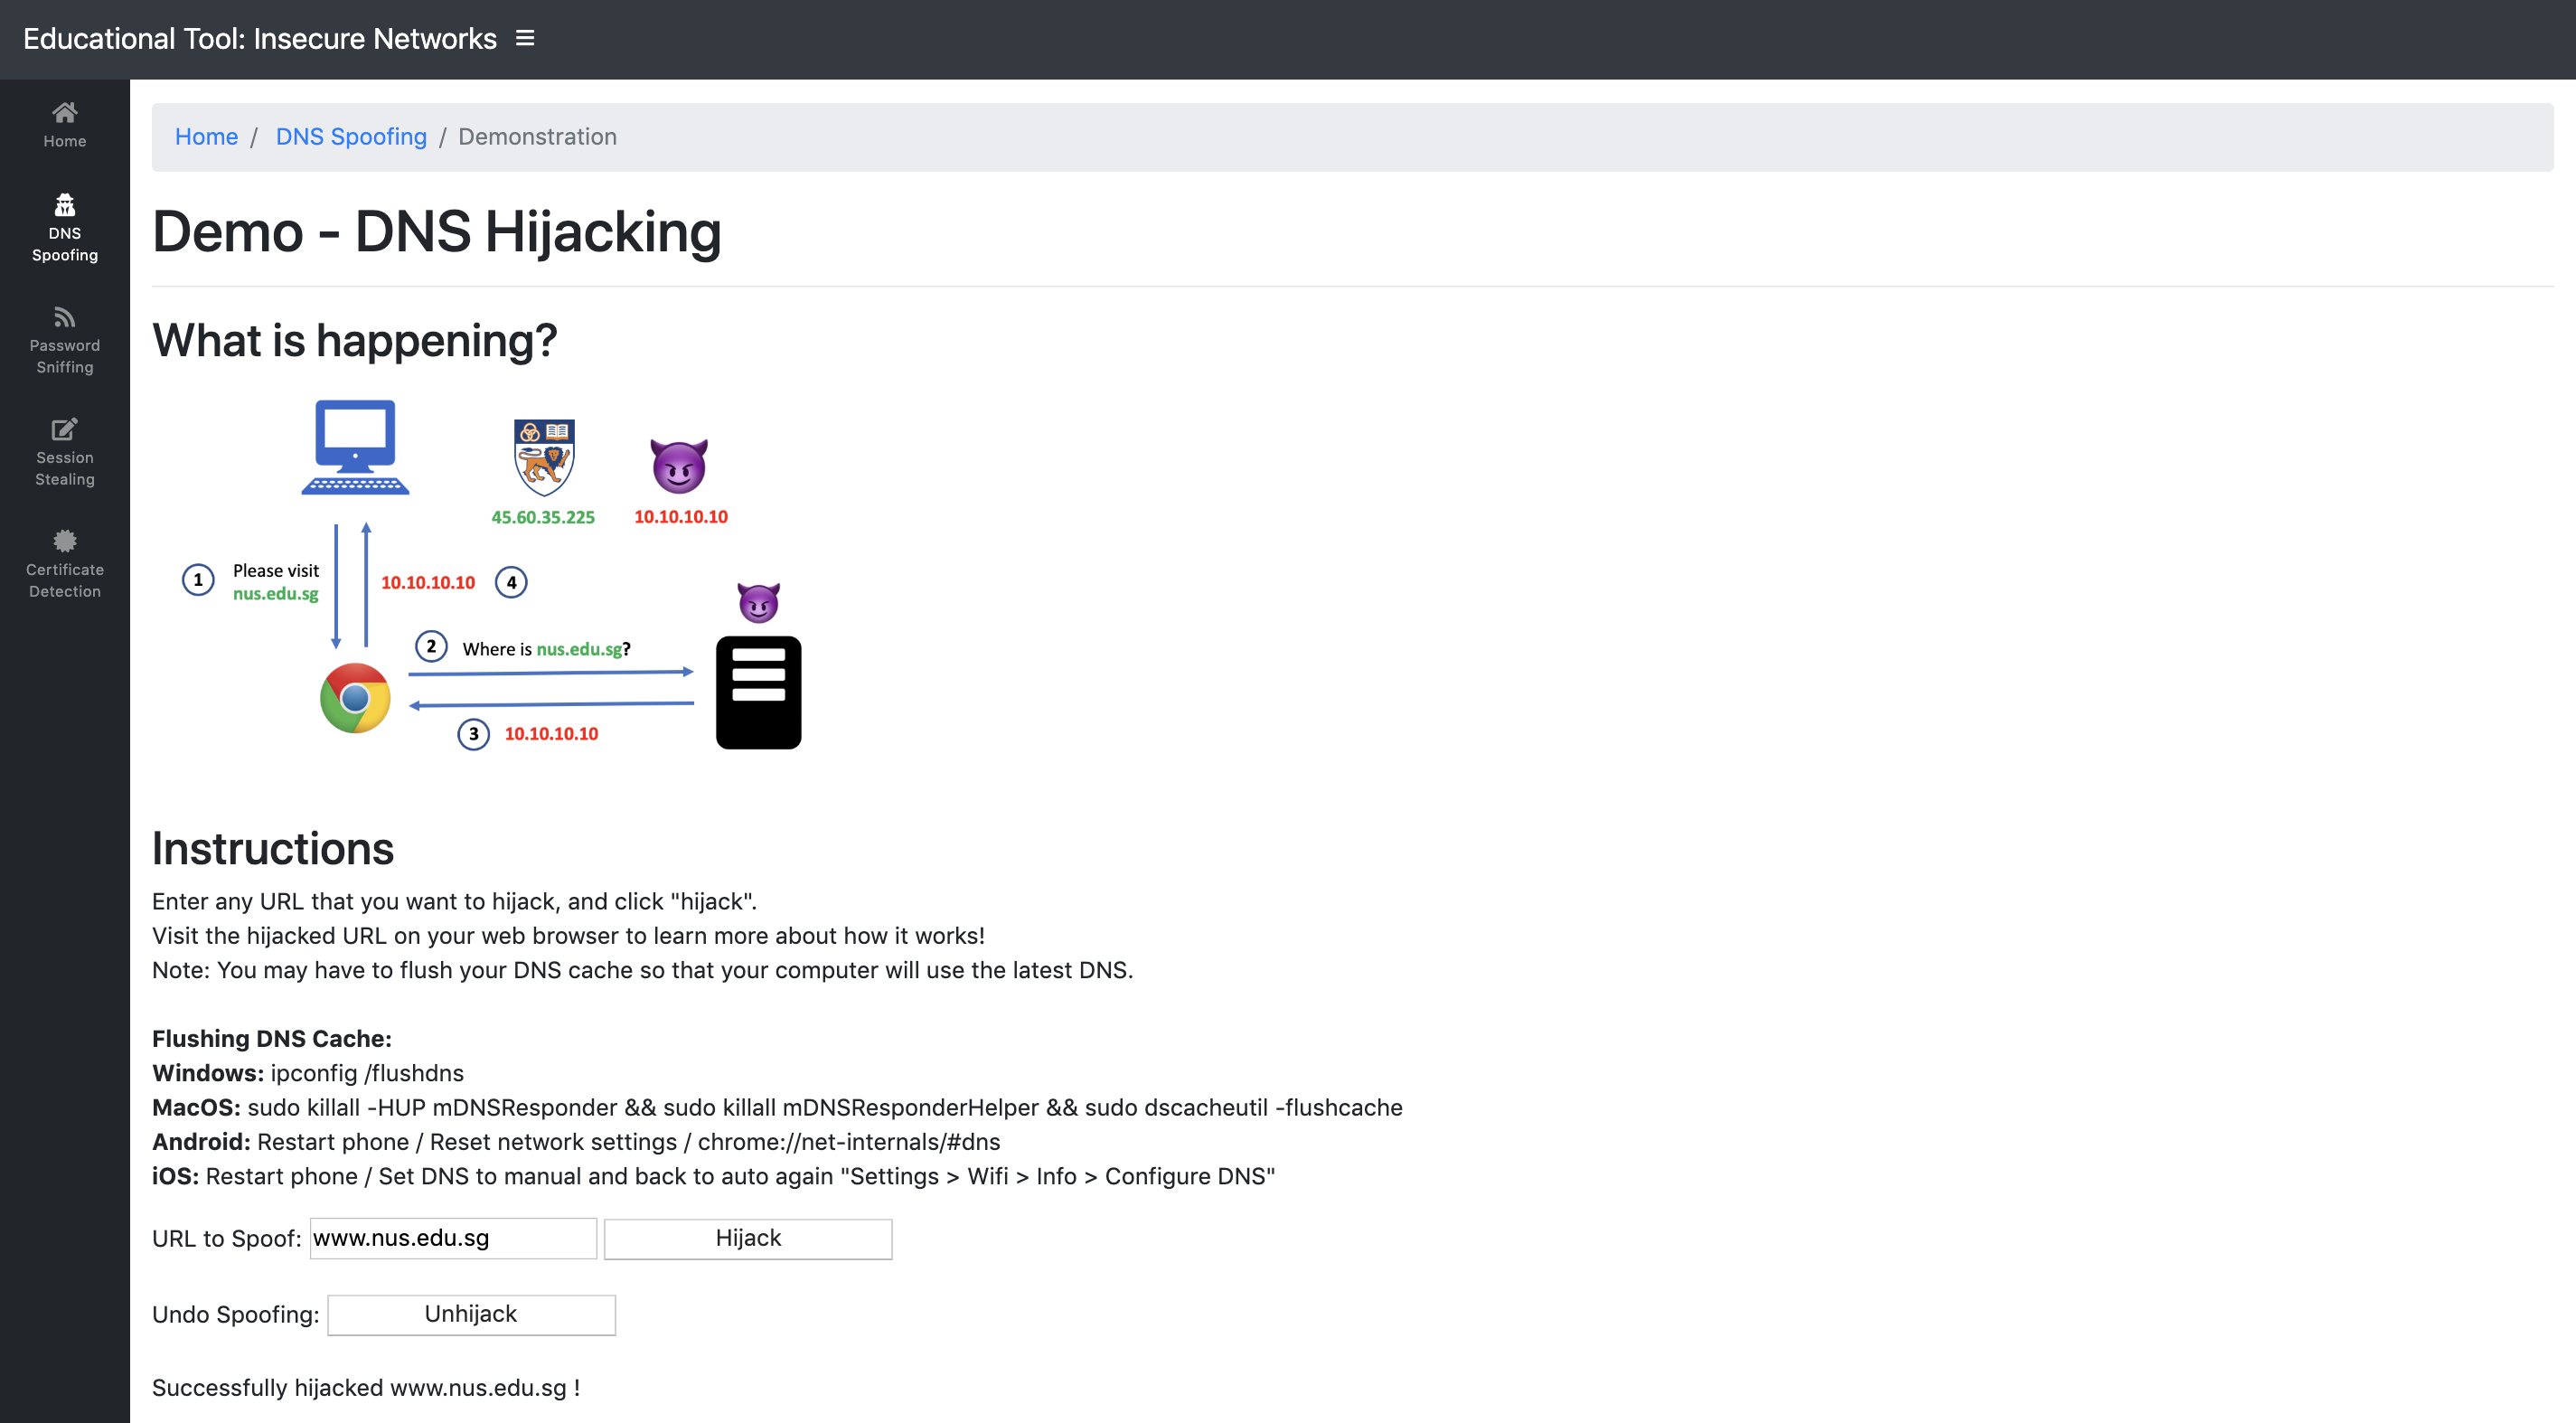 Educational Tool: Insecure Networks
Home
DNS
Spoofing
Password
Sniffing
Session
Stealing
Certificate
Detection
Home / DNS Spoofing / Demonstration
Demo - DNS Hijacking
What is happening?
45.60.35.225
10.10.10.10
1 Please visit
nus.edu.sg
10.10.10.10 4
2 Where is nus.edu.sg?
3 10.10.10.10
Instructions
Enter any URL that you want to hijack, and click "hijack".
Visit the hijacked URL on your web browser to learn more about how it works!
Note: You may have to flush your DNS cache so that your computer will use the latest DNS.
Flushing DNS Cache:
Windows: ipconfig /flushdns
MacOS: sudo killall -HUP mDNSResponder && sudo killall mDNSResponderHelper && sudo dscacheutil -flushcache
Android: Restart phone / Reset network settings / chrome://net-internals/#dns
iOS: Restart phone / Set DNS to manual and back to auto again "Settings > Wifi > Info > Configure DNS"
URL to Spoof: www.nus.edu.sg Hijack
Undo Spoofing: Unhijack
Successfully hijacked www.nus.edu.sg !